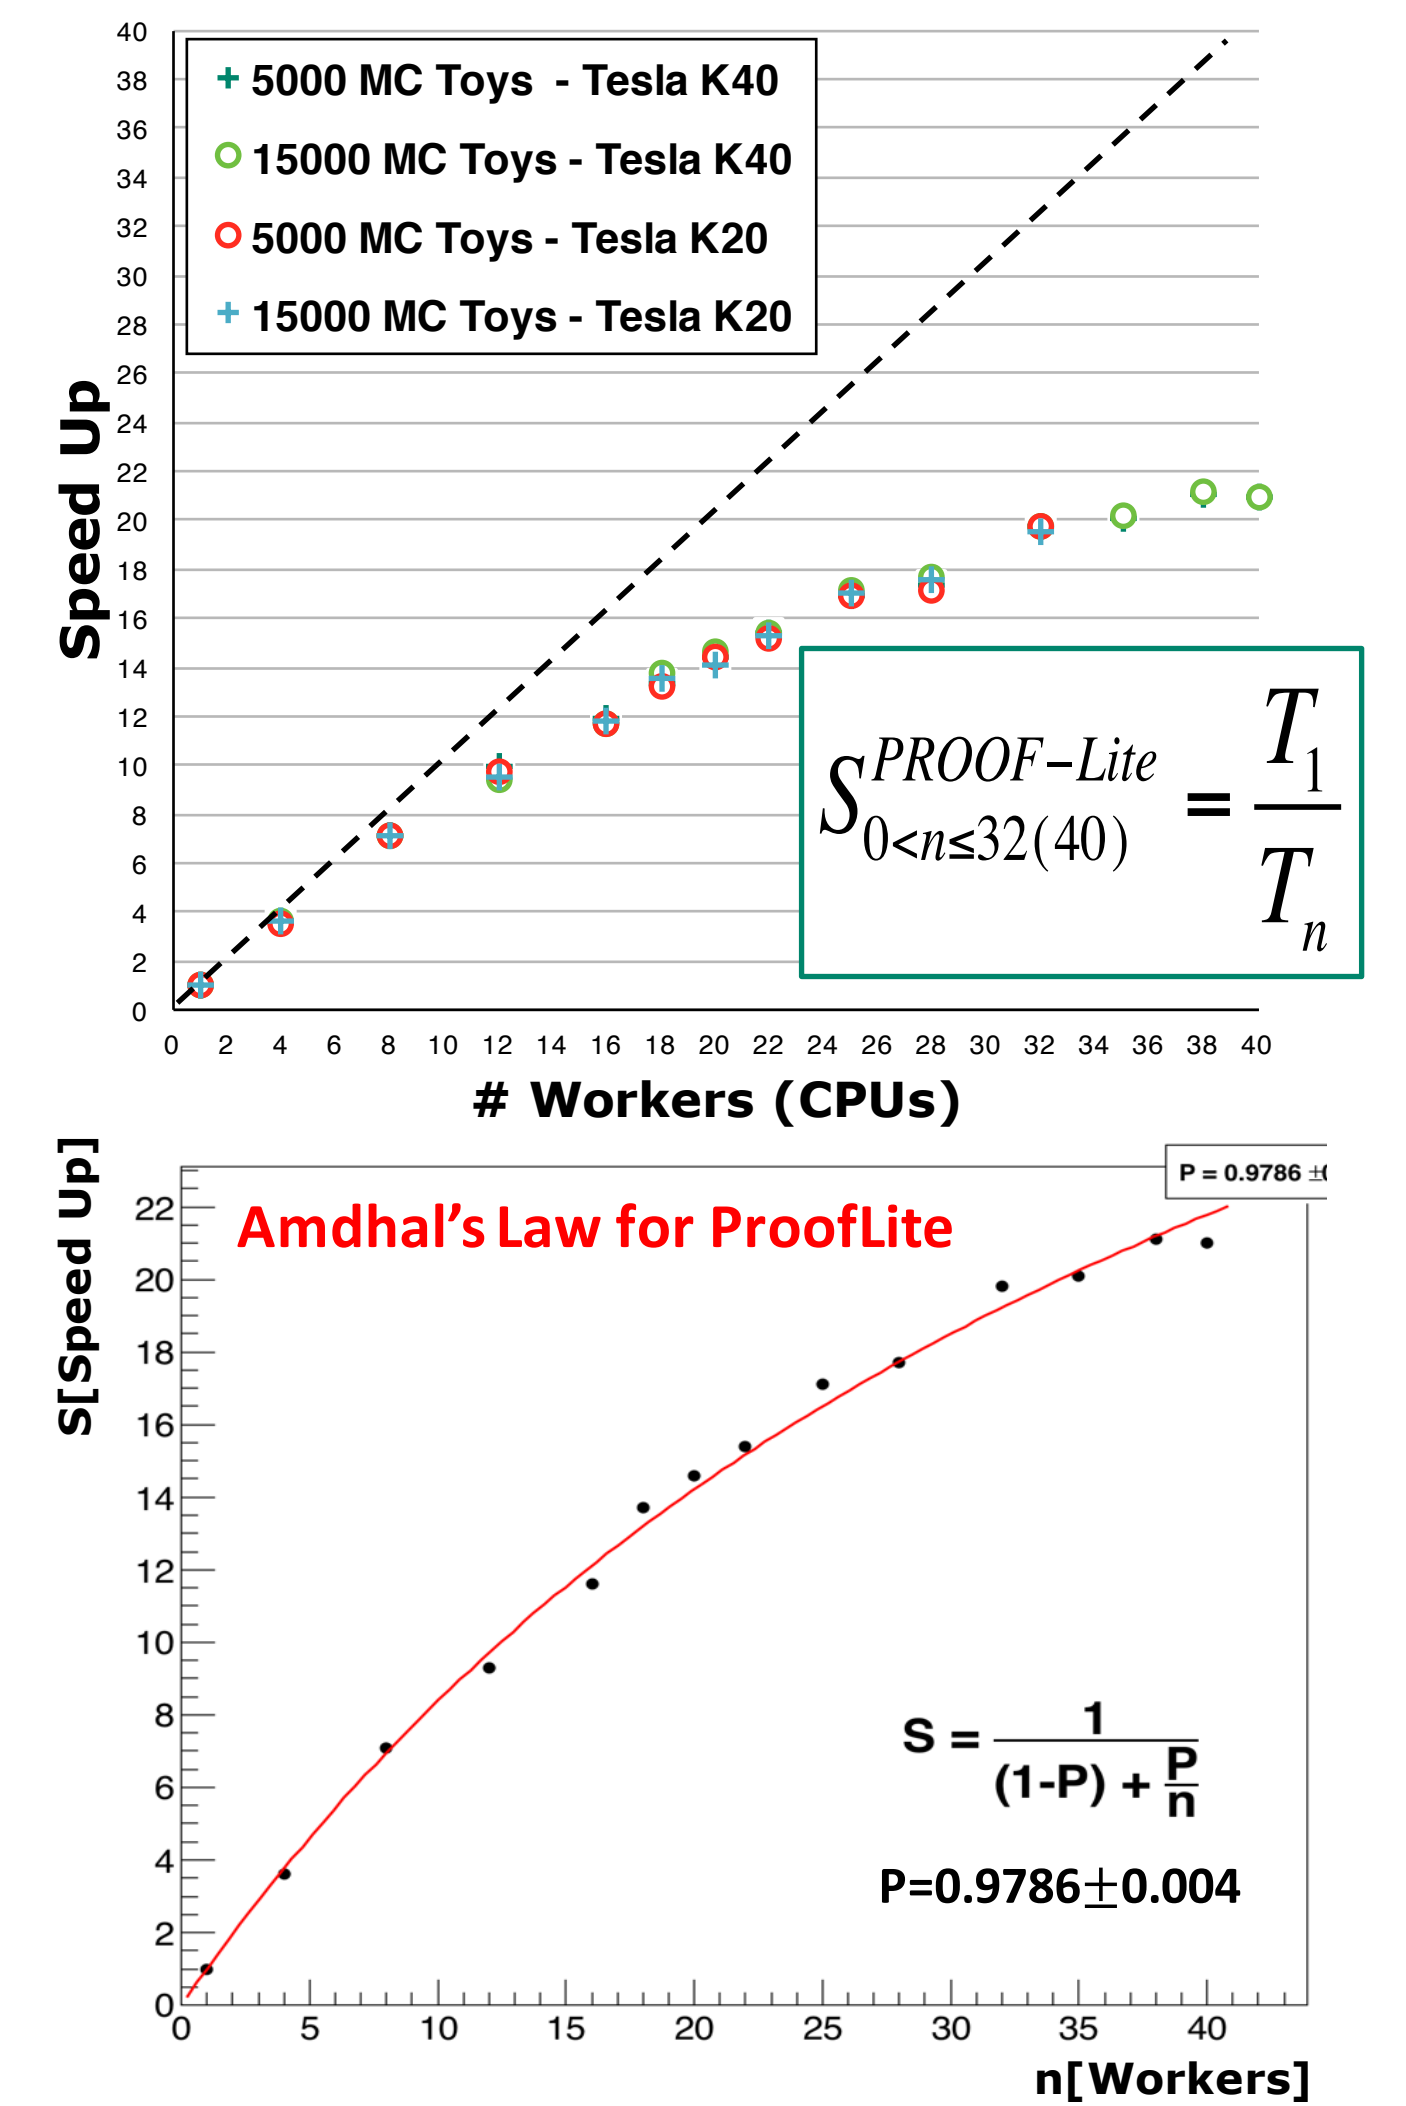 40
38
36
34
32
30
28
26
24
22
20
18
16
14
12
10
8
6
4
2
0
Speed Up
+ 5000 MC Toys - Tesla K40
15000 MC Toys - Tesla K40
5000 MC Toys - Tesla K20
+ 15000 MC Toys - Tesla K20
S PROOF–Lite 0<n≤32(40) = T1 / Tn
0 2 4 6 8 10 12 14 16 18 20 22 24 26 28 30 32 34 36 38 40
# Workers (CPUs)
S[Speed Up]
P = 0.9786 ±
Amdhal's Law for ProofLite
22
20
18
16
14
12
10
8
6
4
2
0
S = 1 / (1-P) + P/n
P=0.9786±0.004
0 5 10 15 20 25 30 35 40
n[Workers]